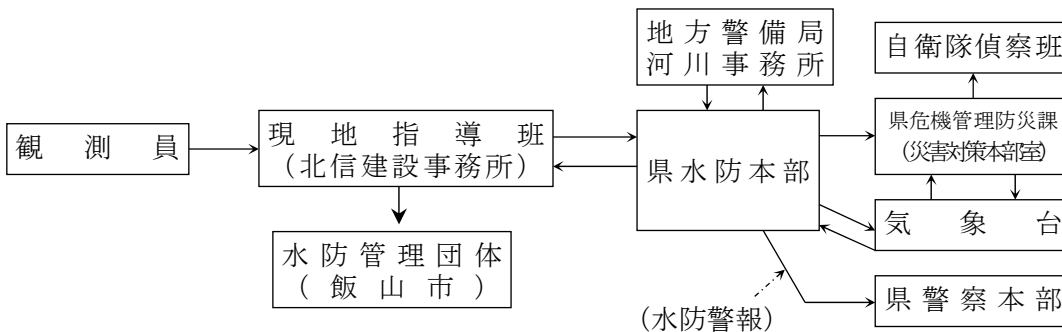 地方警備局
河川事務所
自衛隊偵察班
観測員
現地指導班
(北信建設事務所)
県水防本部
県危機管理防災課
(災害対策本部室)
気象台
水防管理団体
(飯山市)
(水防警報)
県警察本部